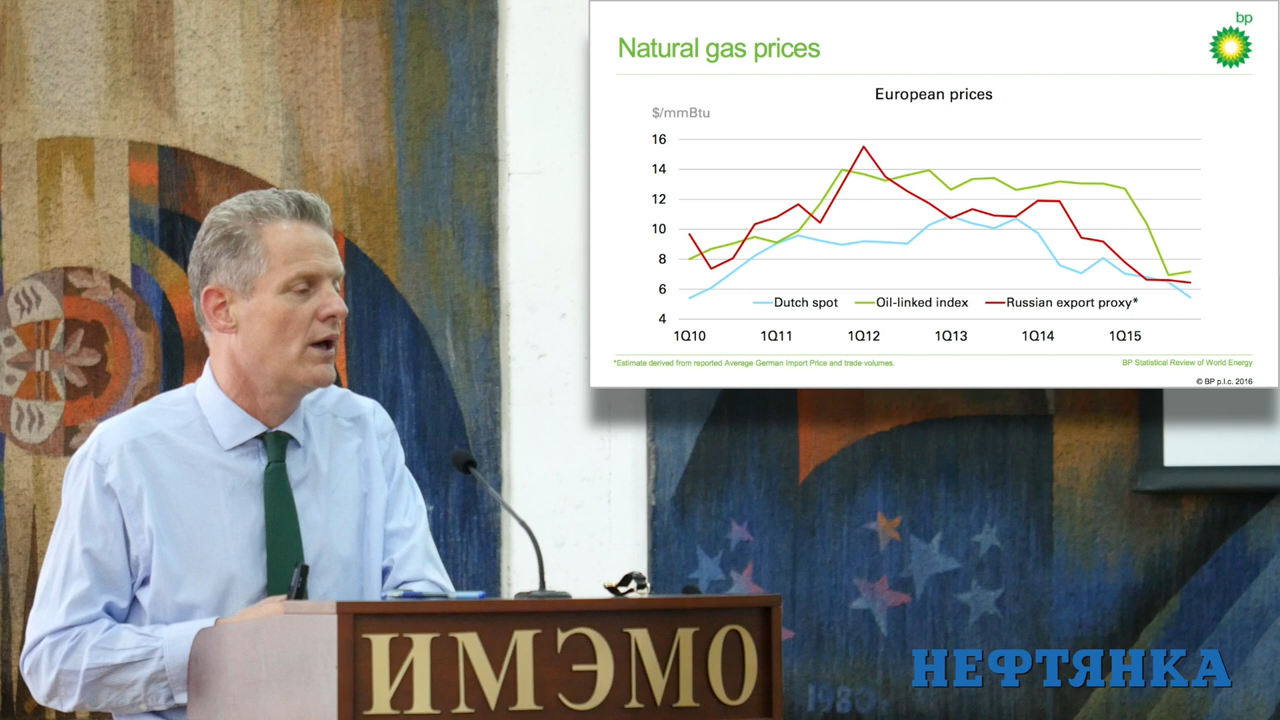 bp
Natural gas prices
European prices
$/mmBtu
16
14
12
10
8
6
4
Dutch spot
Oil-linked index
Russian export proxy*
1Q10 1Q11 1Q12 1Q13 1Q14 1Q15
*Estimate derived from reported Average German Import Price and trade volumes.
BP Statistical Review of World Energy
© BP p.l.c. 2016
ИМЭМО
НЕФТЯНКА
1980